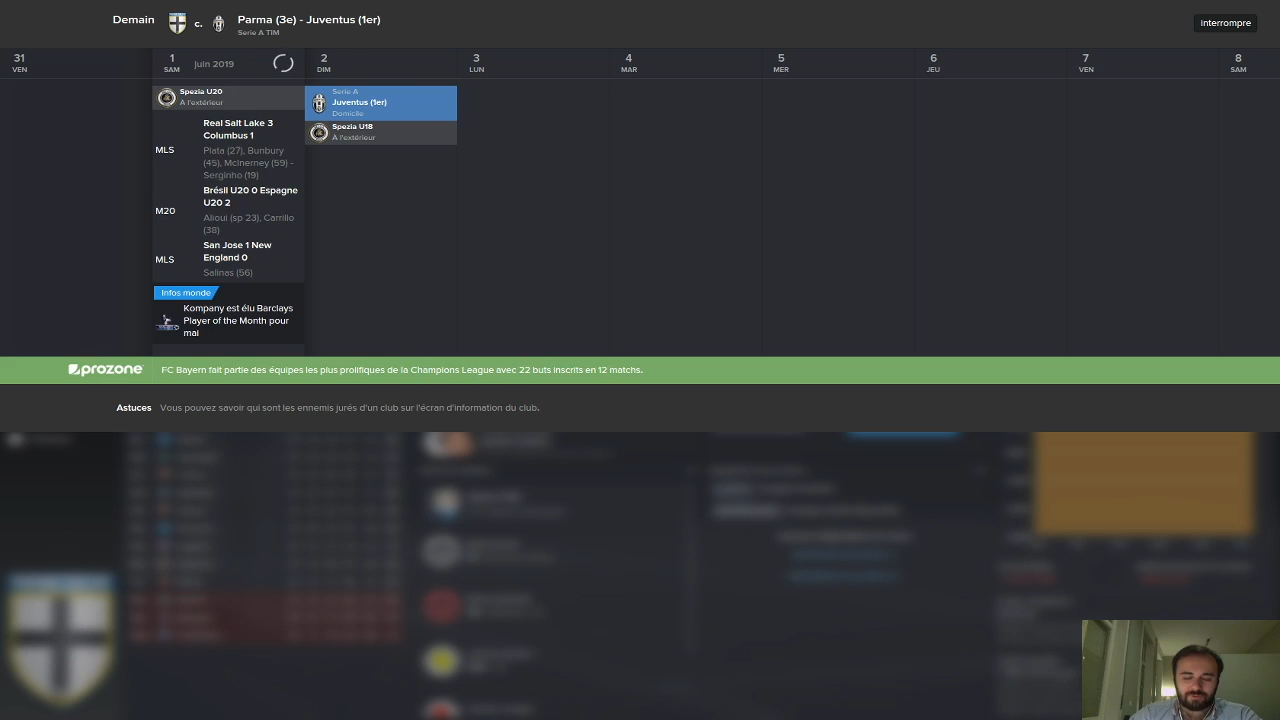 Demain
c.
Parma (3e) - Juventus (1er)
Serie A TIM
Interrompre
31
VEN
1
SAM
juin 2019
2
DIM
3
LUN
4
MAR
5
MER
6
JEU
7
VEN
8
SAM
Spezia U20
A l'extérieur
Serie A
Juventus (1er)
Domicile
Spezia U18
A l'extérieur
MLS
Real Salt Lake 3
Columbus 1
Plata (27), Bunbury
(45), McInerney (59) -
Serginho (19)
M20
Brésil U20 0 Espagne
U20 2
Alioui (sp 23), Carrillo
(38)
MLS
San Jose 1 New
England 0
Salinas (56)
Infos monde
Kompany est élu Barclays
Player of the Month pour
mai
prozone
FC Bayern fait partie des équipes les plus prolifiques de la Champions League avec 22 buts inscrits en 12 matchs.
Astuces
Vous pouvez savoir qui sont les ennemis jurés d'un club sur l'écran d'information du club.